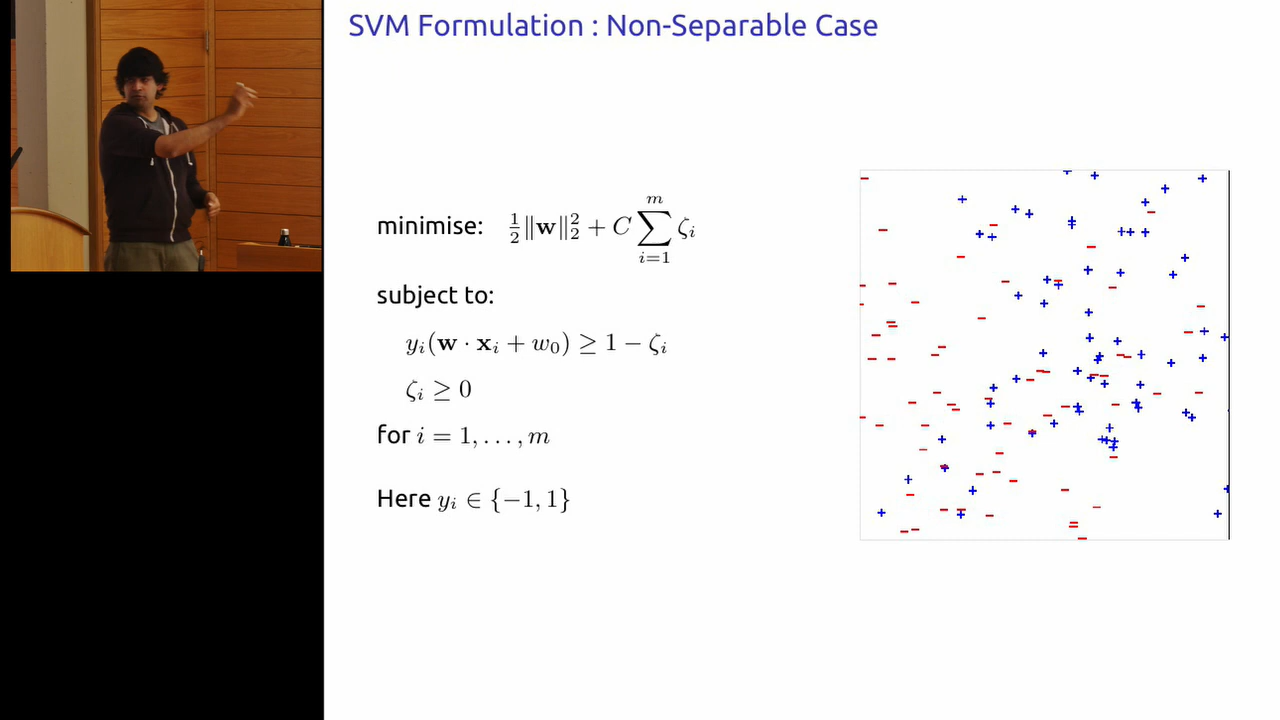 SVM Formulation : Non-Separable Case
minimise: ½‖w‖₂² + C ∑ᵢ₌₁ᵐ ζᵢ
subject to:
yᵢ(w · xᵢ + w₀) ≥ 1 − ζᵢ
ζᵢ ≥ 0
for i = 1, . . . , m
Here yᵢ ∈ {−1, 1}